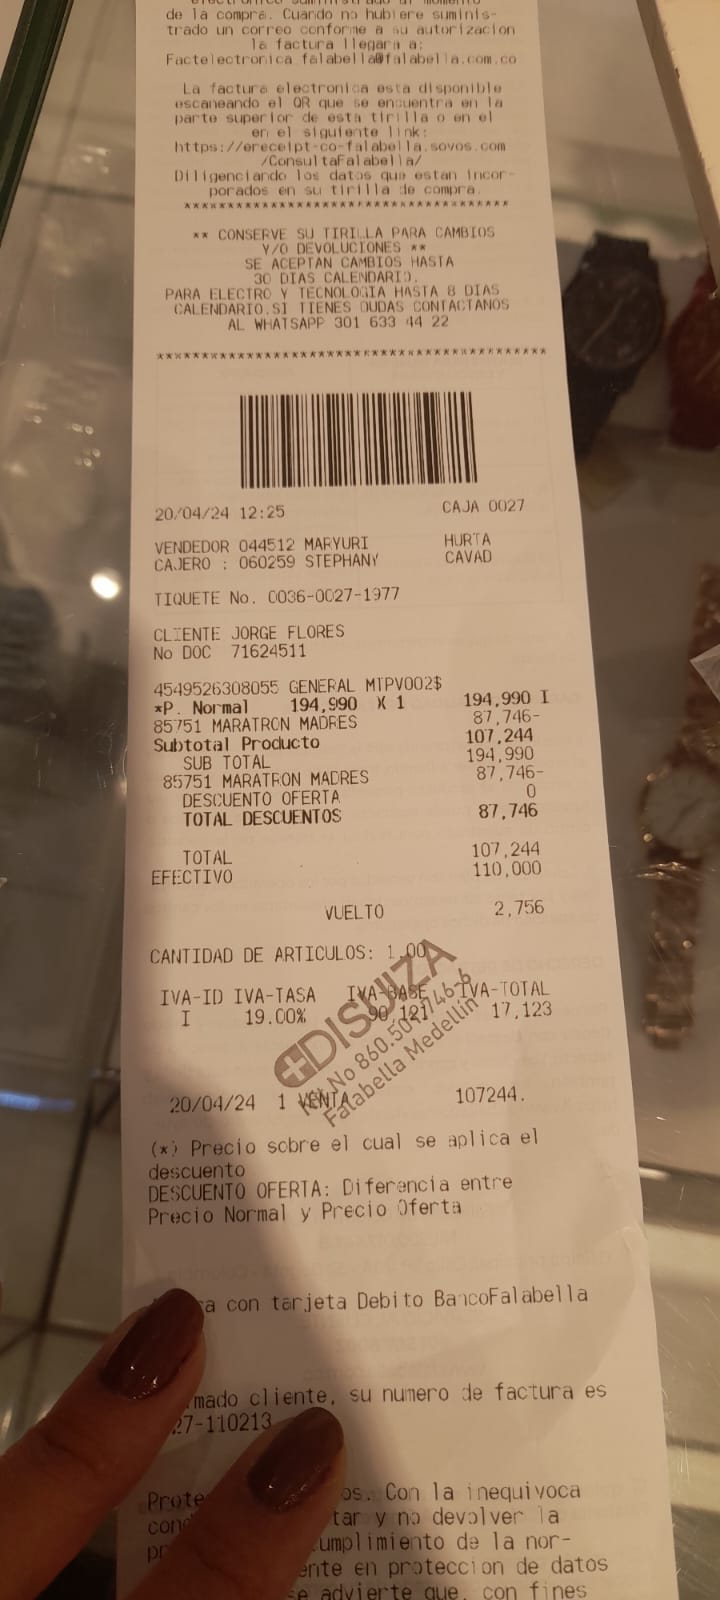 de la compra. Cuando no hubiere suminis-
trado un correo conforme a su autorizacion
la factura llegara a:
Factelectronica_falabella@falabella.com.co
La factura electronica esta disponible
escaneando el QR que se encuentra en la
parte superior de esta tirilla o en el
en el siguiente link:
https://ereceipt-co-falabella.sovos.com
/ConsultaFalabella/
Diligenciando los datos que estan incor-
porados en su tirilla de compra.
** CONSERVE SU TIRILLA PARA CAMBIOS
Y/O DEVOLUCIONES **
SE ACEPTAN CAMBIOS HASTA
30 DIAS CALENDARIO.
PARA ELECTRO Y TECNOLOGIA HASTA 8 DIAS
CALENDARIO.SI TIENES DUDAS CONTACTANOS
AL WHATSAPP 301 633 44 22
20/04/24 12:25 CAJA 0027
VENDEDOR 044512 MARYURI HURTA
CAJERO : 060259 STEPHANY CAVAD
TIQUETE No. 0036-0027-1977
CLIENTE JORGE FLORES
No DOC 71624511
4549526308055 GENERAL MTPV002$
*P. Normal 194,990 X 1 194,990 I
85751 MARATRON MADRES 87,746-
Subtotal Producto 107,244
SUB TOTAL 194,990
85751 MARATRON MADRES 87,746-
DESCUENTO OFERTA 0
TOTAL DESCUENTOS 87,746
TOTAL 107,244
EFECTIVO 110,000
VUELTO 2,756
CANTIDAD DE ARTICULOS: 1.00
IVA-ID IVA-TASA IVA-BASE IVA-TOTAL
I 19.00% 90,121 17,123
DISUIZA
Nit No 860.501.746-6
Falabella Medellín
20/04/24 1 VENTA 107244.
(*) Precio sobre el cual se aplica el
descuento
DESCUENTO OFERTA: Diferencia entre
Precio Normal y Precio Oferta
con tarjeta Debito BancoFalabella
cliente, su numero de factura es
27-110213
Con la inequivoca
tar y no devolver la
de la nor-
en proteccion de datos
se advierte que, con fines